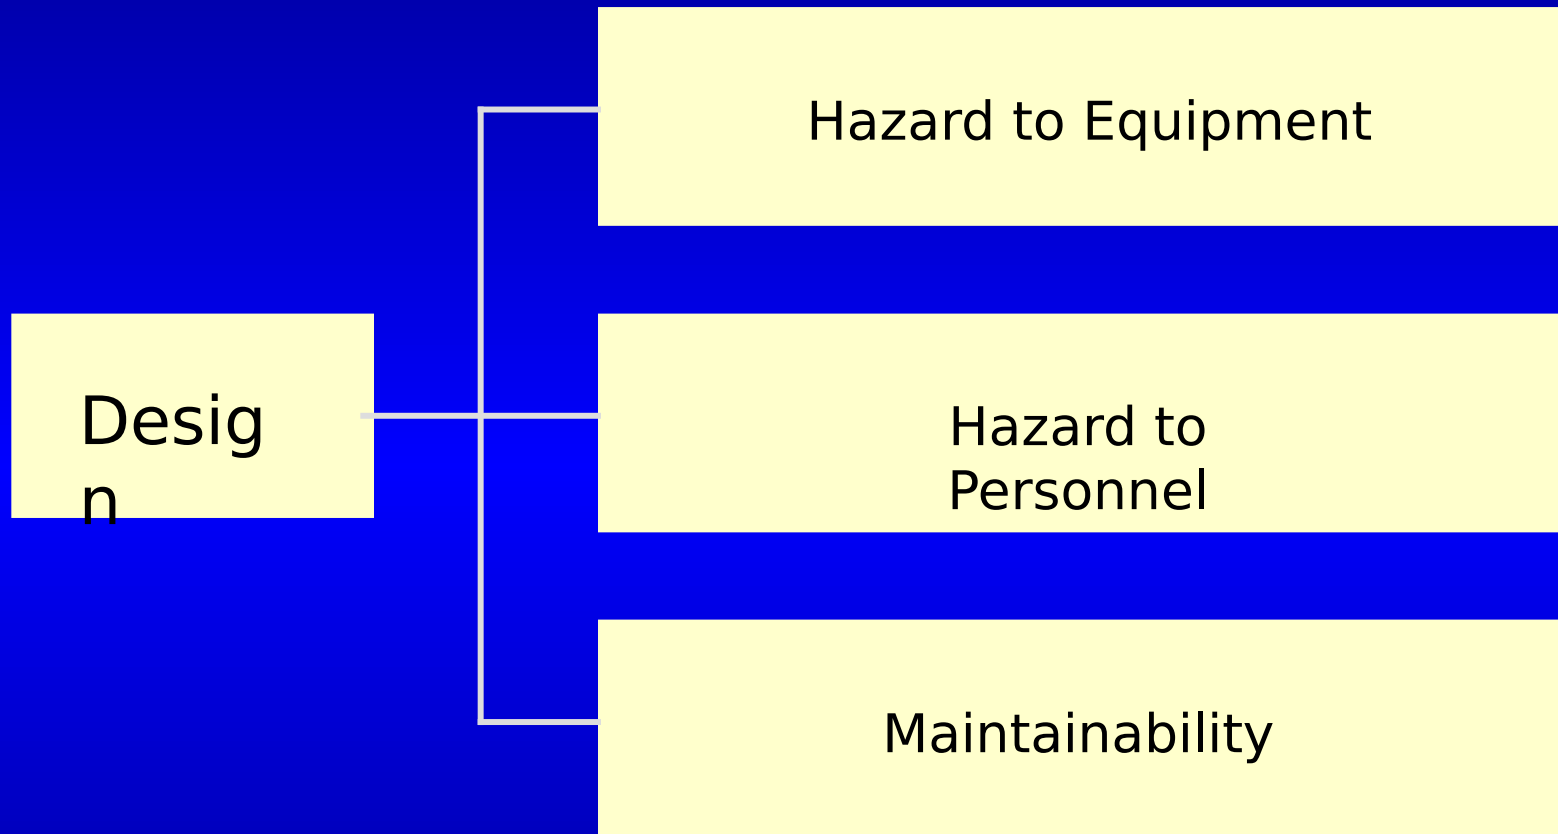 Hazard to Equipment
Desig
n
Hazard to
Personnel
Maintainability